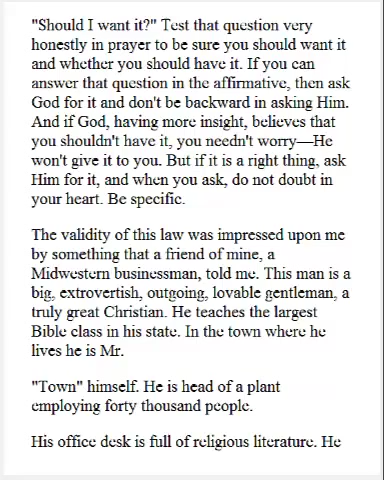 "Should I want it?" Test that question very
honestly in prayer to be sure you should want it
and whether you should have it. If you can
answer that question in the affirmative, then ask
God for it and don't be backward in asking Him.
And if God, having more insight, believes that
you shouldn't have it, you needn't worry—He
won't give it to you. But if it is a right thing, ask
Him for it, and when you ask, do not doubt in
your heart. Be specific.
The validity of this law was impressed upon me
by something that a friend of mine, a
Midwestern businessman, told me. This man is a
big, extrovertish, outgoing, lovable gentleman, a
truly great Christian. He teaches the largest
Bible class in his state. In the town where he
lives he is Mr.
"Town" himself. He is head of a plant
employing forty thousand people.
His office desk is full of religious literature. He